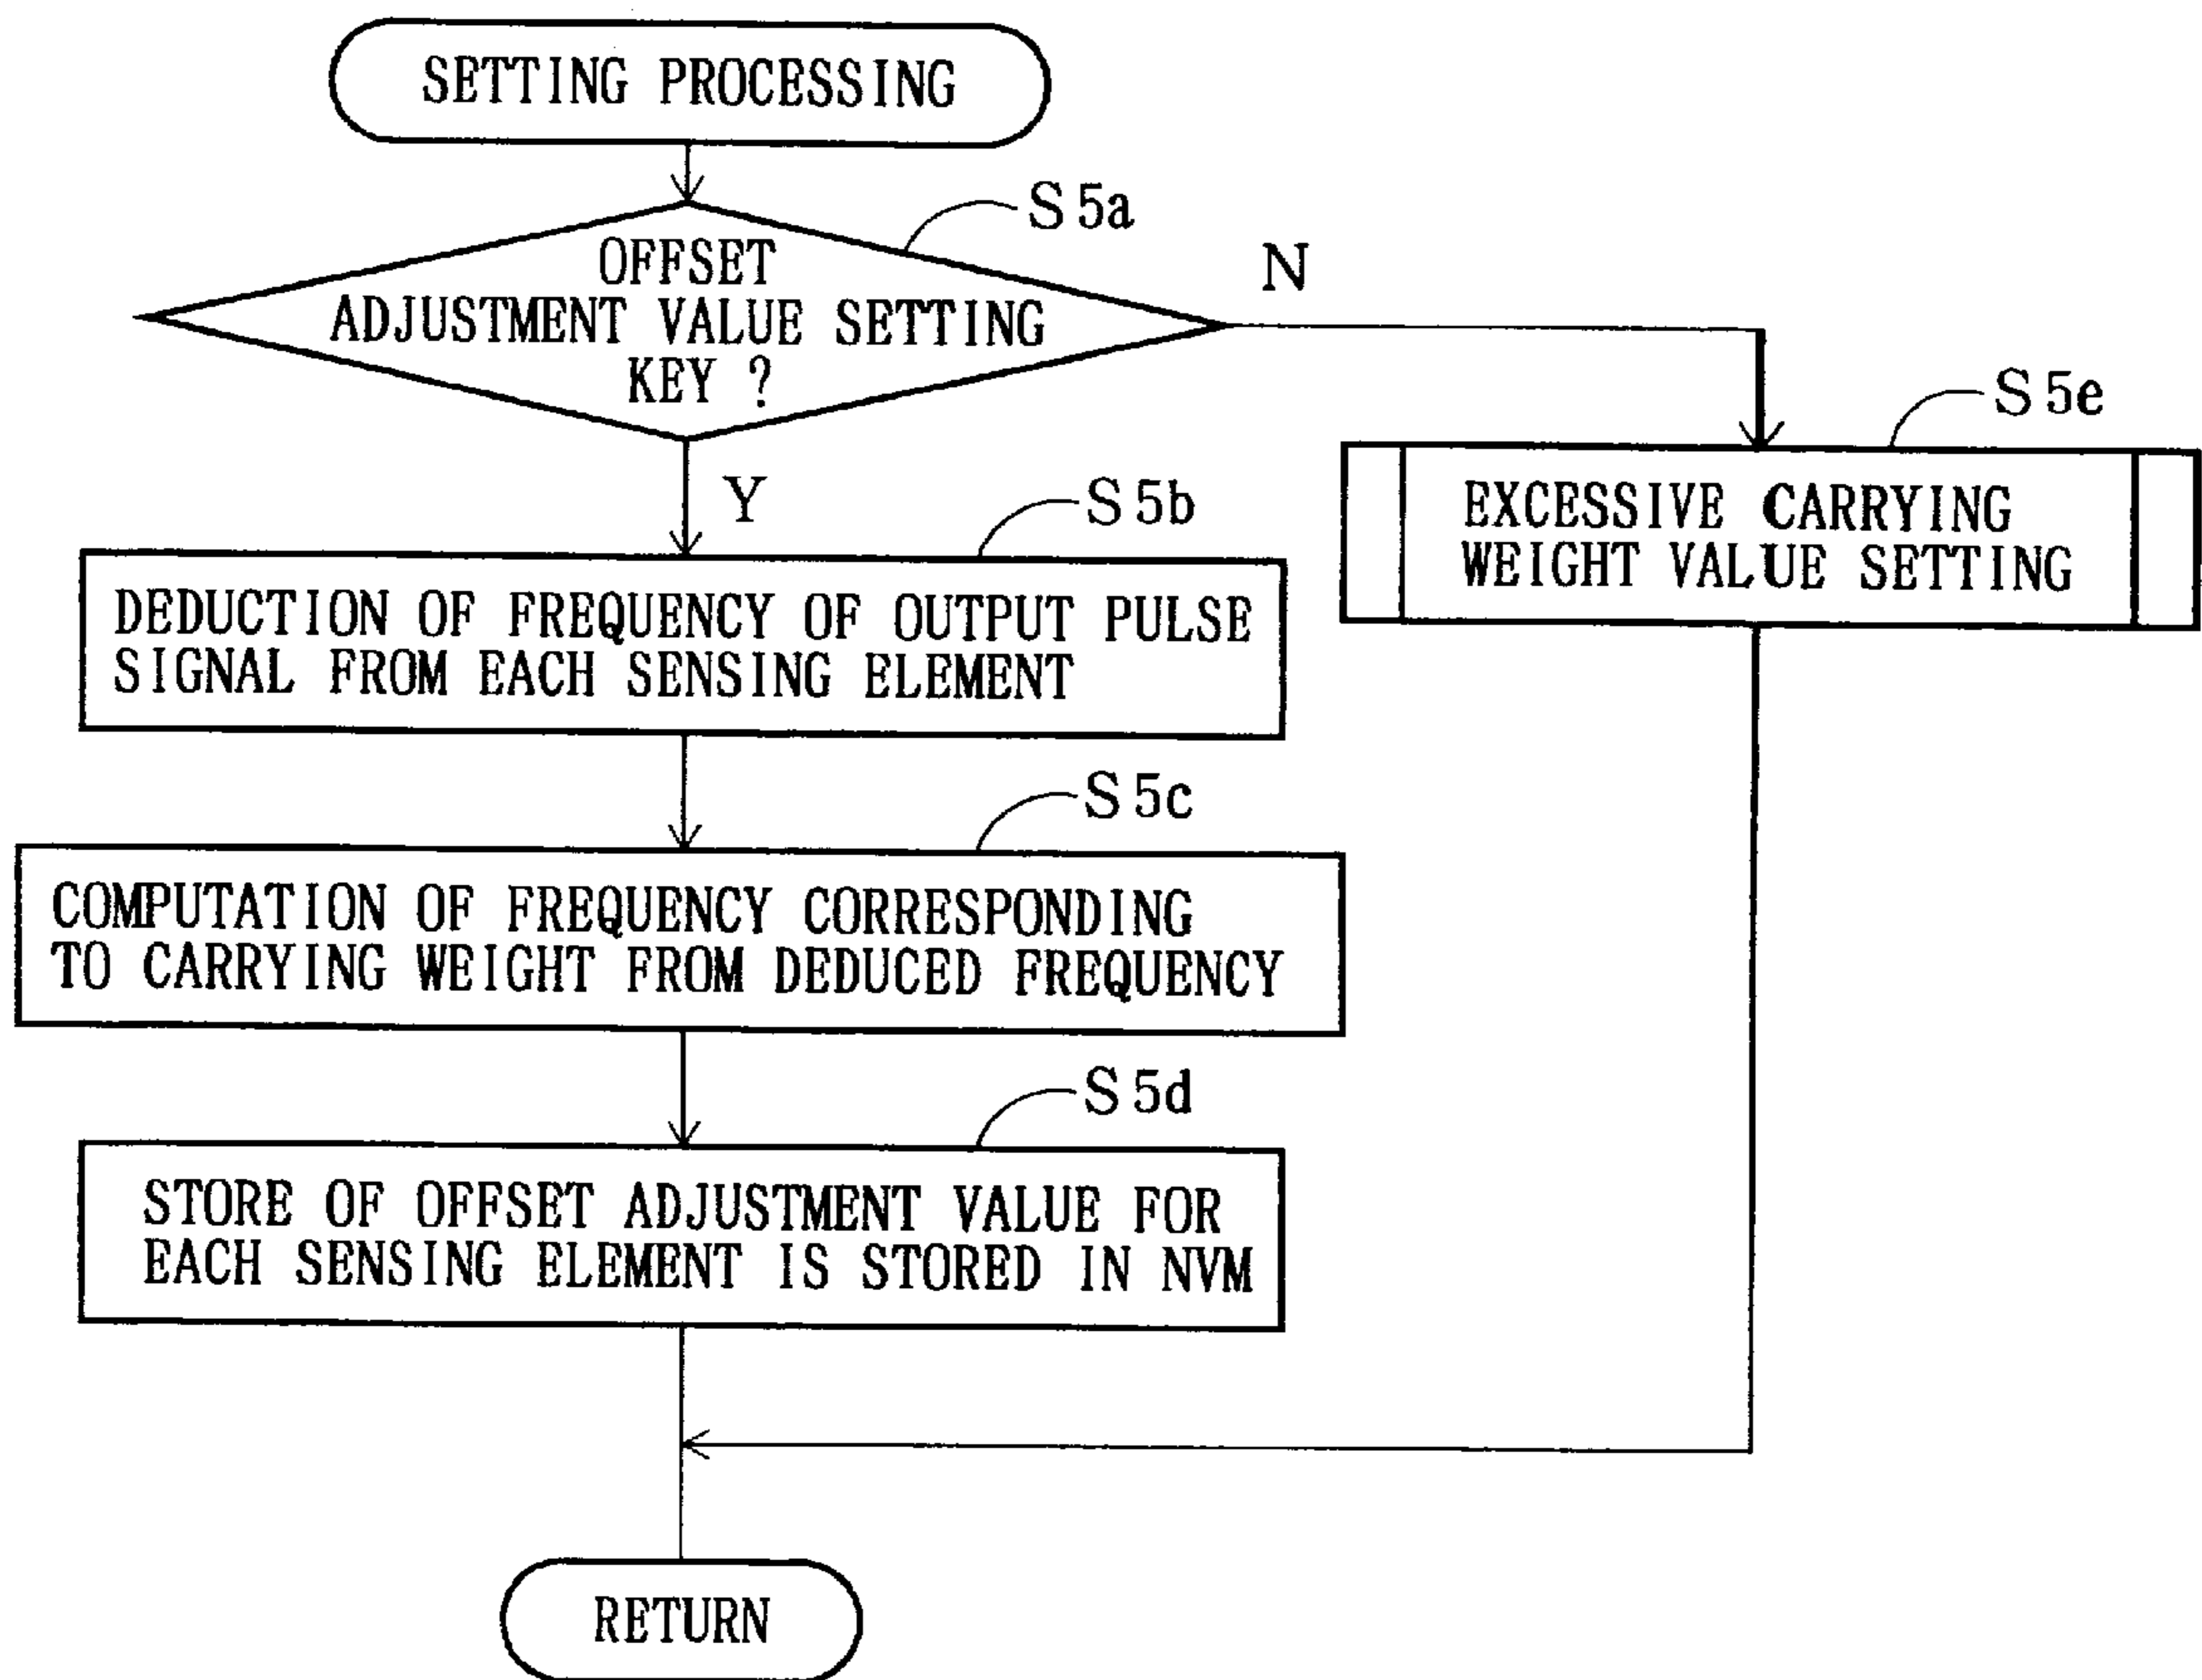 SETTING PROCESSING
S5a
OFFSET
ADJUSTMENT VALUE SETTING
KEY ?
N
Y
S5e
EXCESSIVE CARRYING
WEIGHT VALUE SETTING
S5b
DEDUCTION OF FREQUENCY OF OUTPUT PULSE
SIGNAL FROM EACH SENSING ELEMENT
S5c
COMPUTATION OF FREQUENCY CORRESPONDING
TO CARRYING WEIGHT FROM DEDUCED FREQUENCY
S5d
STORE OF OFFSET ADJUSTMENT VALUE FOR
EACH SENSING ELEMENT IS STORED IN NVM
RETURN